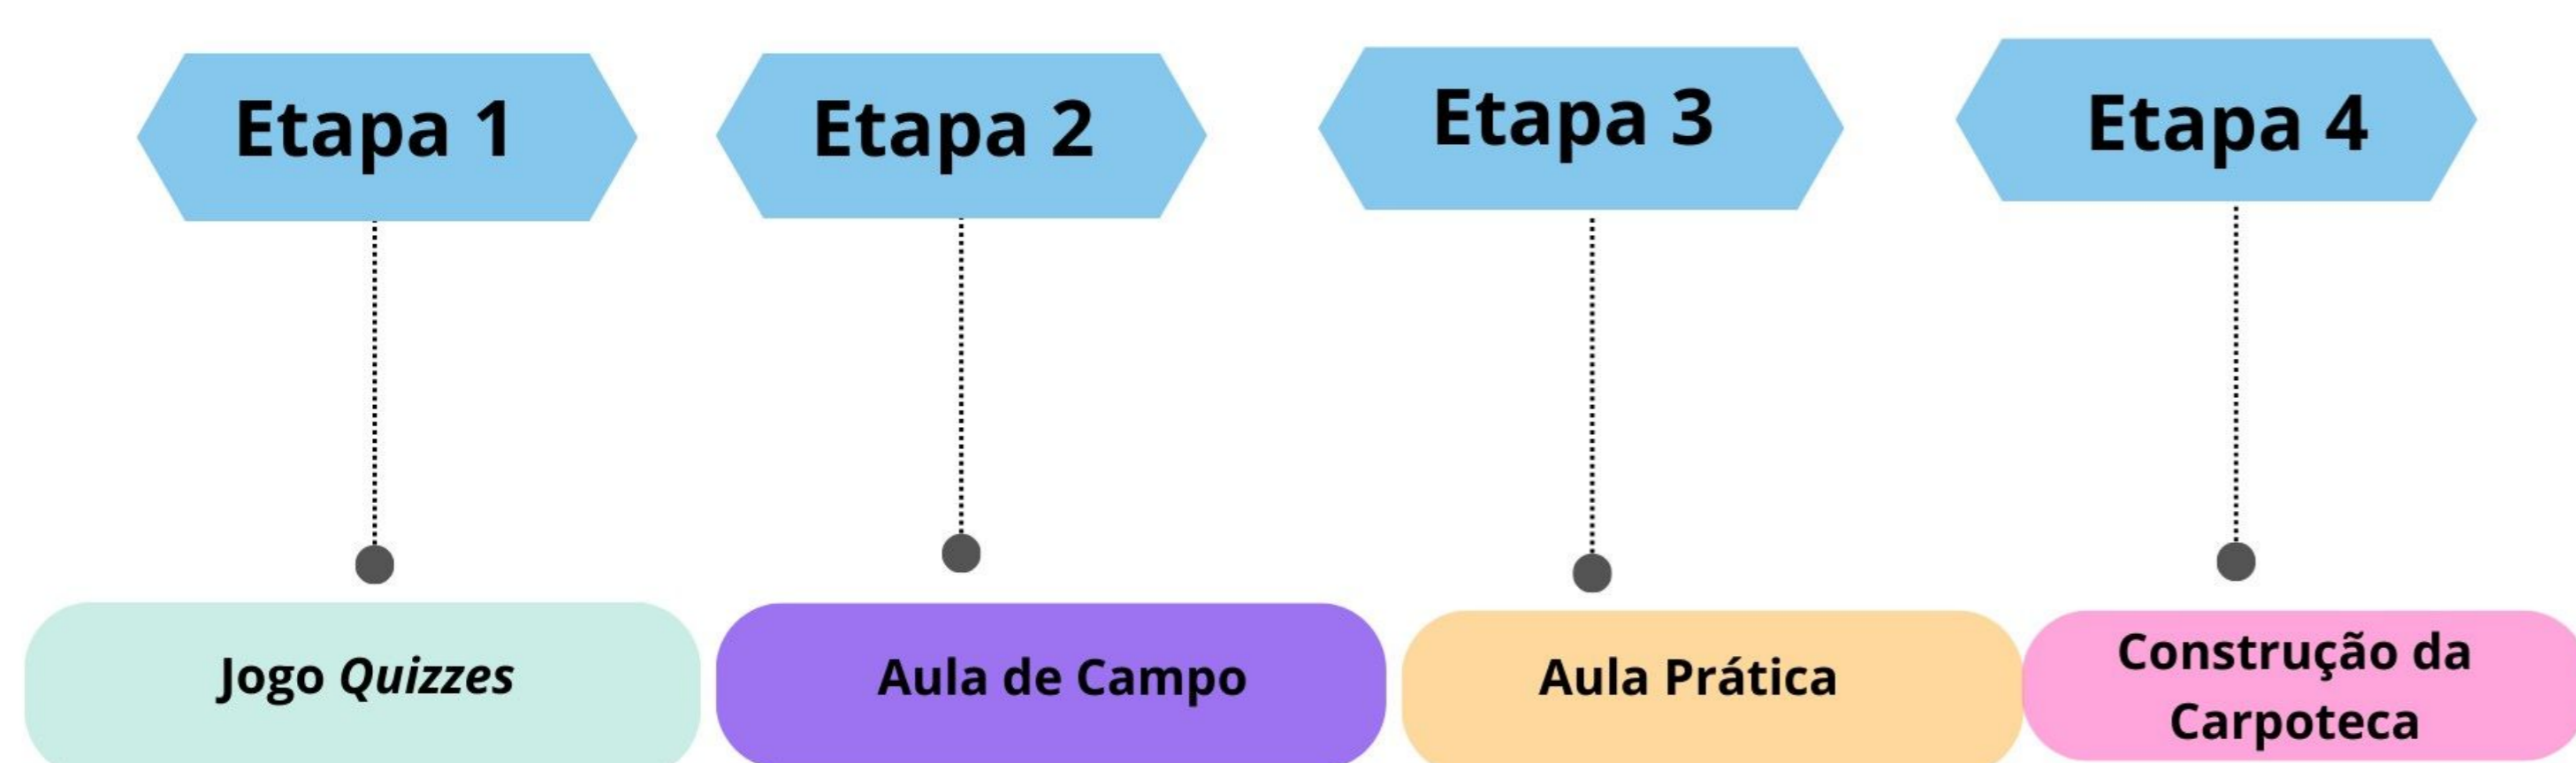 Etapa 1
Etapa 2
Etapa 3
Etapa 4
Jogo Quizzes
Aula de Campo
Aula Prática
Construção da
Carpoteca